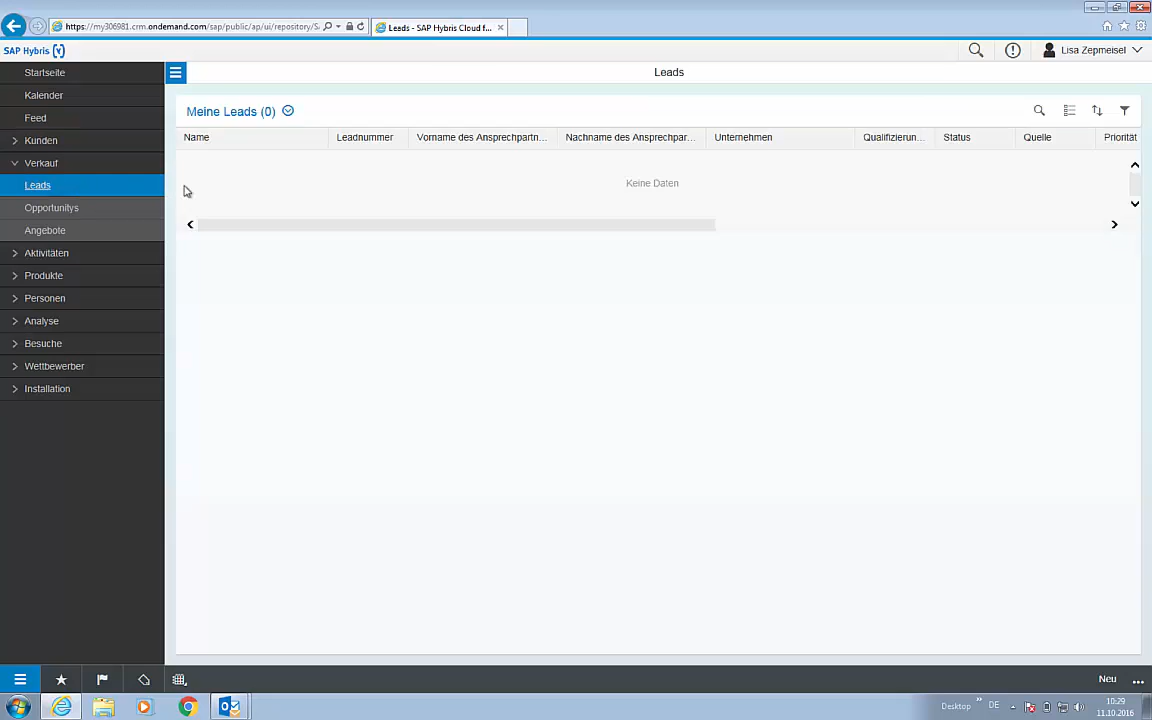 https://my306981.crm.ondemand.com/sap/public/ap/ui/repository/S
Leads - SAP Hybris Cloud f...
SAP Hybris (y)
Lisa Zepmeisel
Startseite
Leads
Kalender
Feed
Meine Leads (0)
Kunden
Name
Leadnummer
Vorname des Ansprechpartn...
Nachname des Ansprechpar...
Unternehmen
Qualifizierun...
Status
Quelle
Priorität
Verkauf
Leads
Keine Daten
Opportunitys
Angebote
Aktivitäten
Produkte
Personen
Analyse
Besuche
Wettbewerber
Installation
Neu
...
Desktop
DE
10:29
11.10.2016